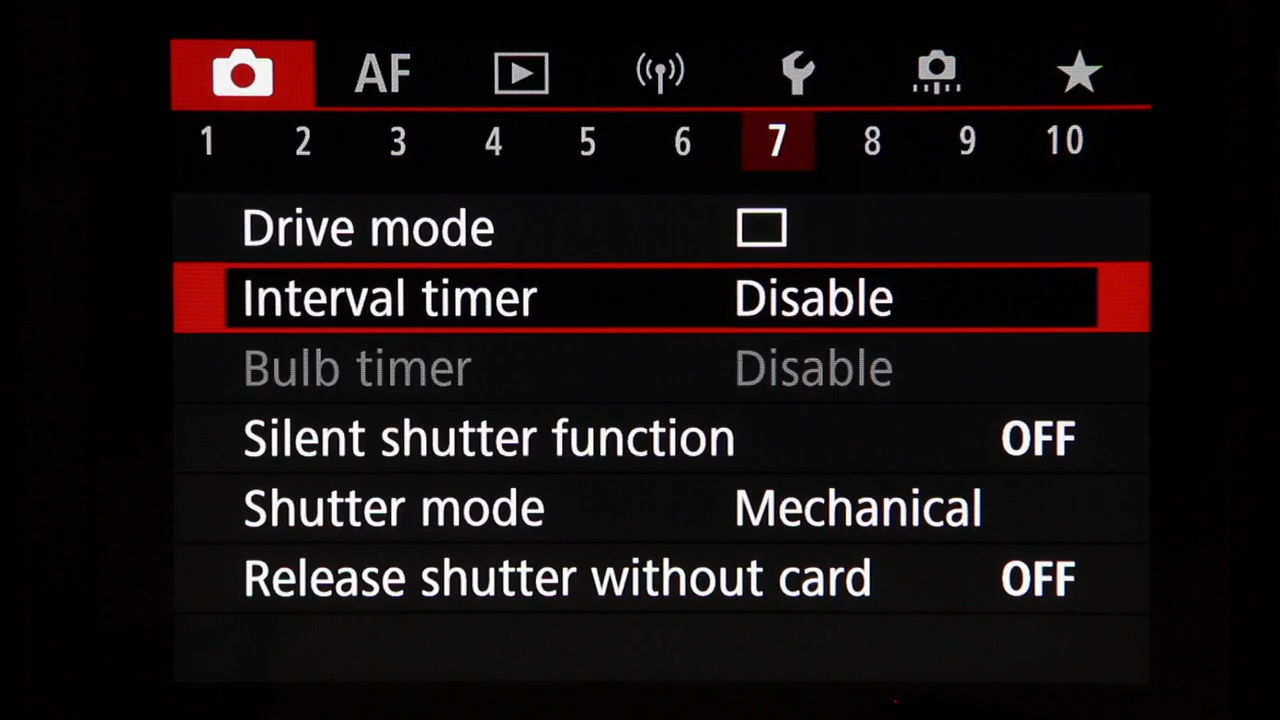 AF
1 2 3 4 5 6 7 8 9 10
Drive mode
Interval timer Disable
Bulb timer Disable
Silent shutter function OFF
Shutter mode Mechanical
Release shutter without card OFF